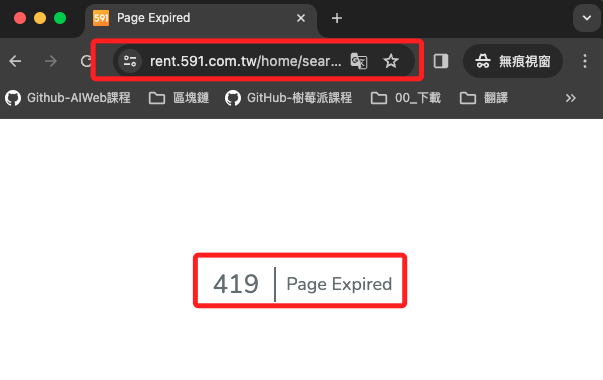 591 Page Expired
rent.591.com.tw/home/sear... 無痕視窗
Github-AIWeb課程 區塊鏈 GitHub-樹莓派課程 00_下載 翻譯
419 Page Expired